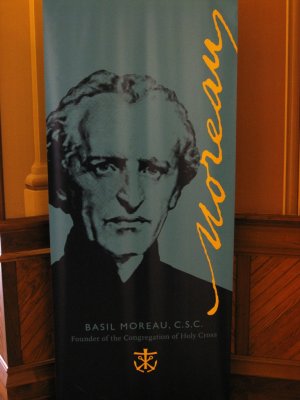 Moreau
BASIL MOREAU, C.S.C.
Founder of the Congregation of Holy Cross